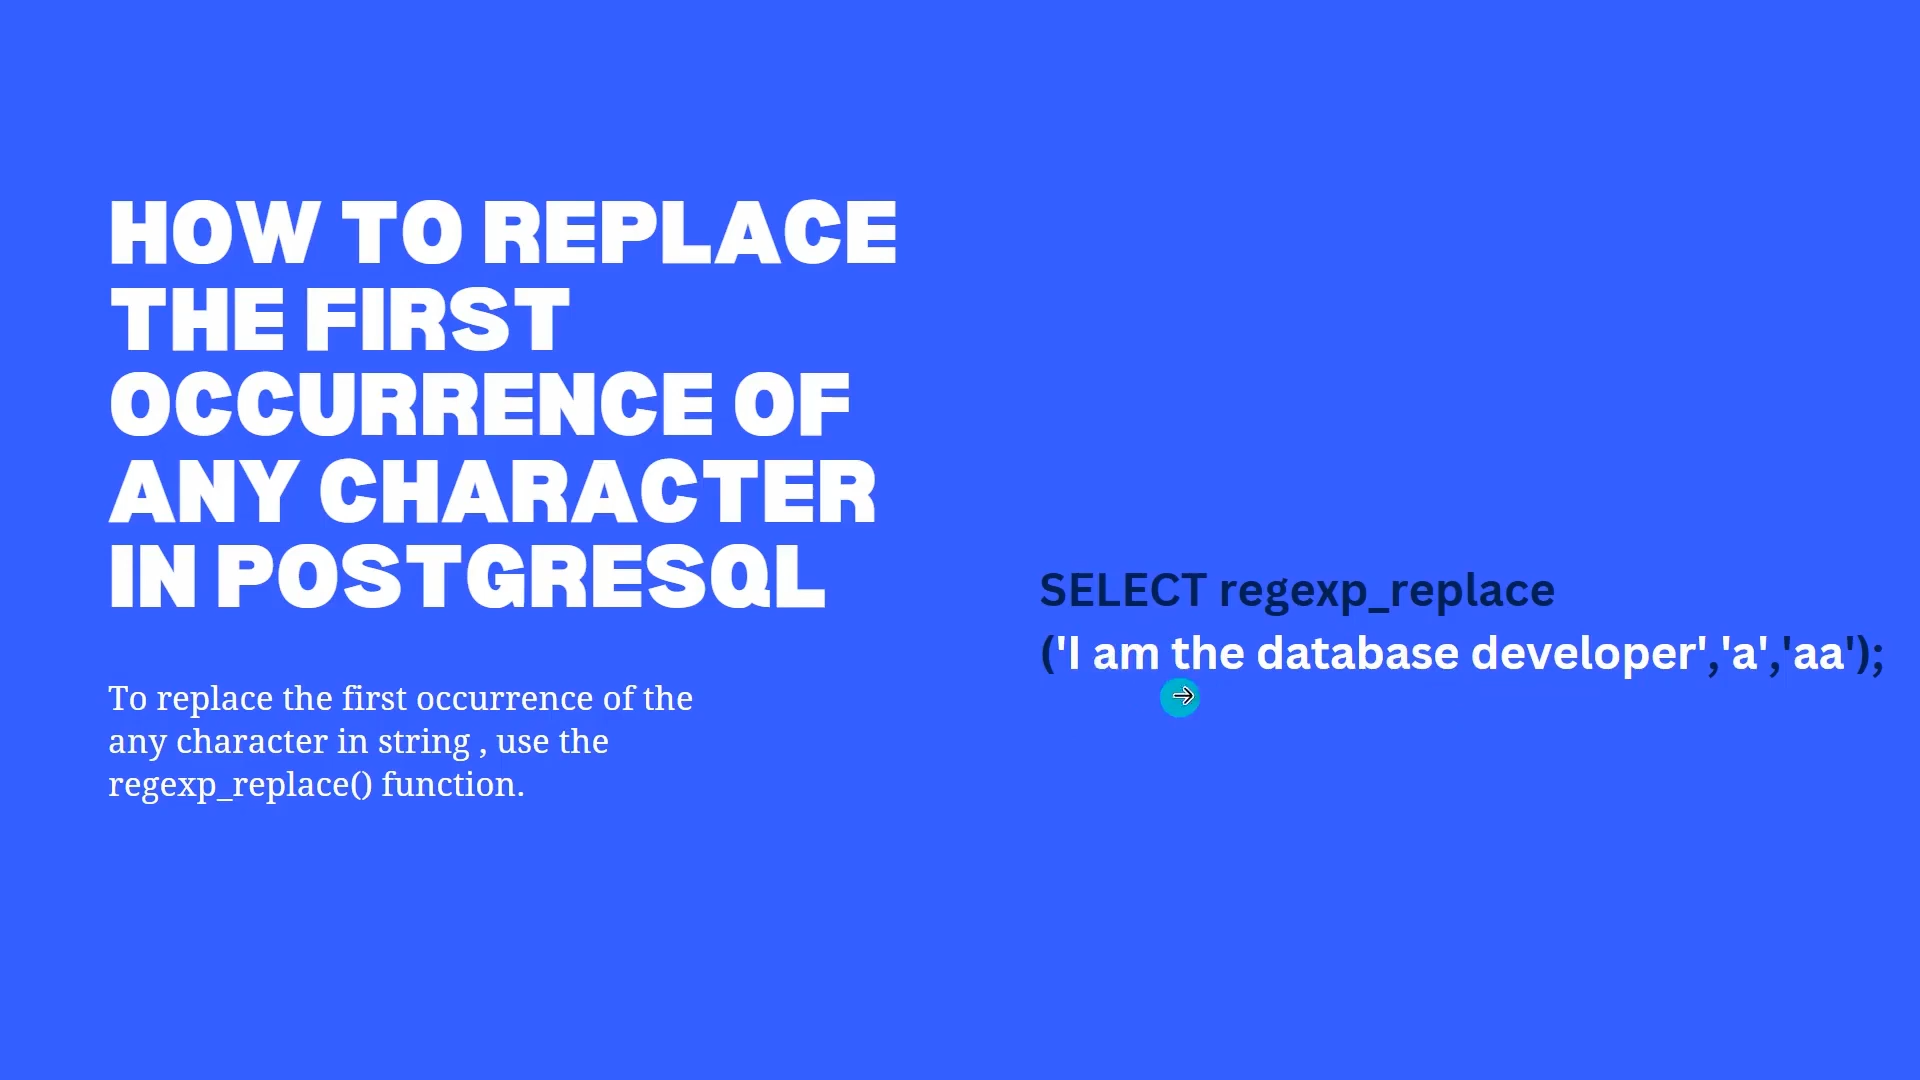 HOW TO REPLACE
THE FIRST
OCCURRENCE OF
ANY CHARACTER
IN POSTGRESQL
To replace the first occurrence of the
any character in string , use the
regexp_replace() function.
SELECT regexp_replace
('I am the database developer','a','aa');